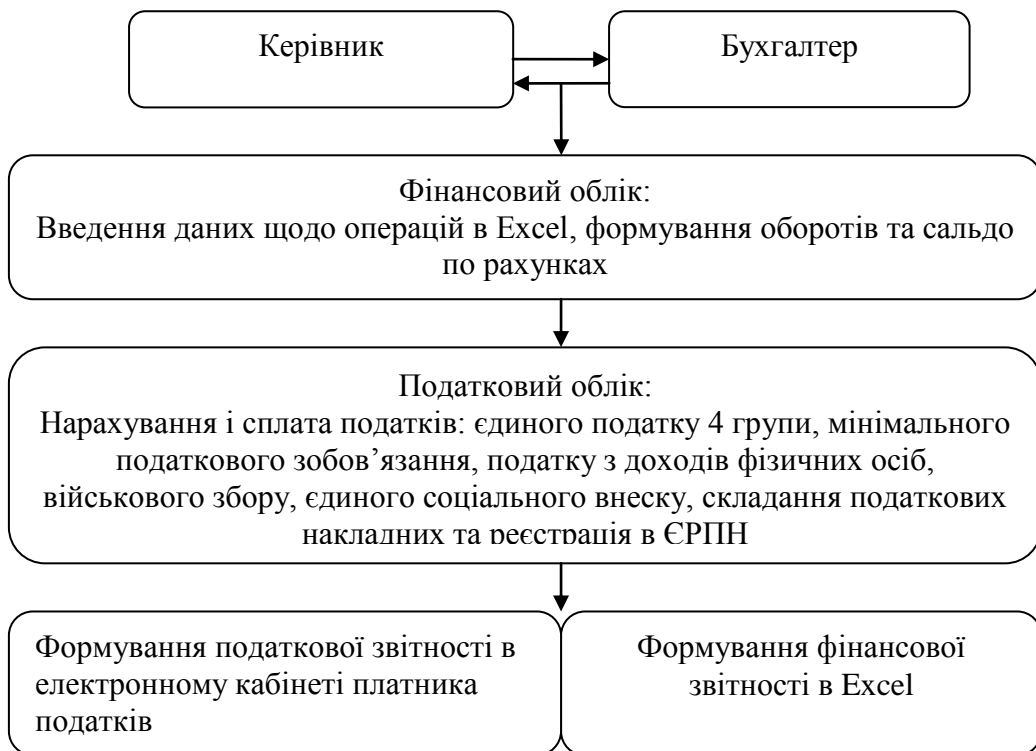 Керівник
Бухгалтер
Фінансовий облік:
Введення даних щодо операцій в Excel, формування оборотів та сальдо
по рахунках
Податковий облік:
Нарахування і сплата податків: єдиного податку 4 групи, мінімального
податкового зобов’язання, податку з доходів фізичних осіб,
військового збору, єдиного соціального внеску, складання податкових
накладних та реєстрація в ЄРПН
Формування податкової звітності в
електронному кабінеті платника
податків
Формування фінансової
звітності в Excel